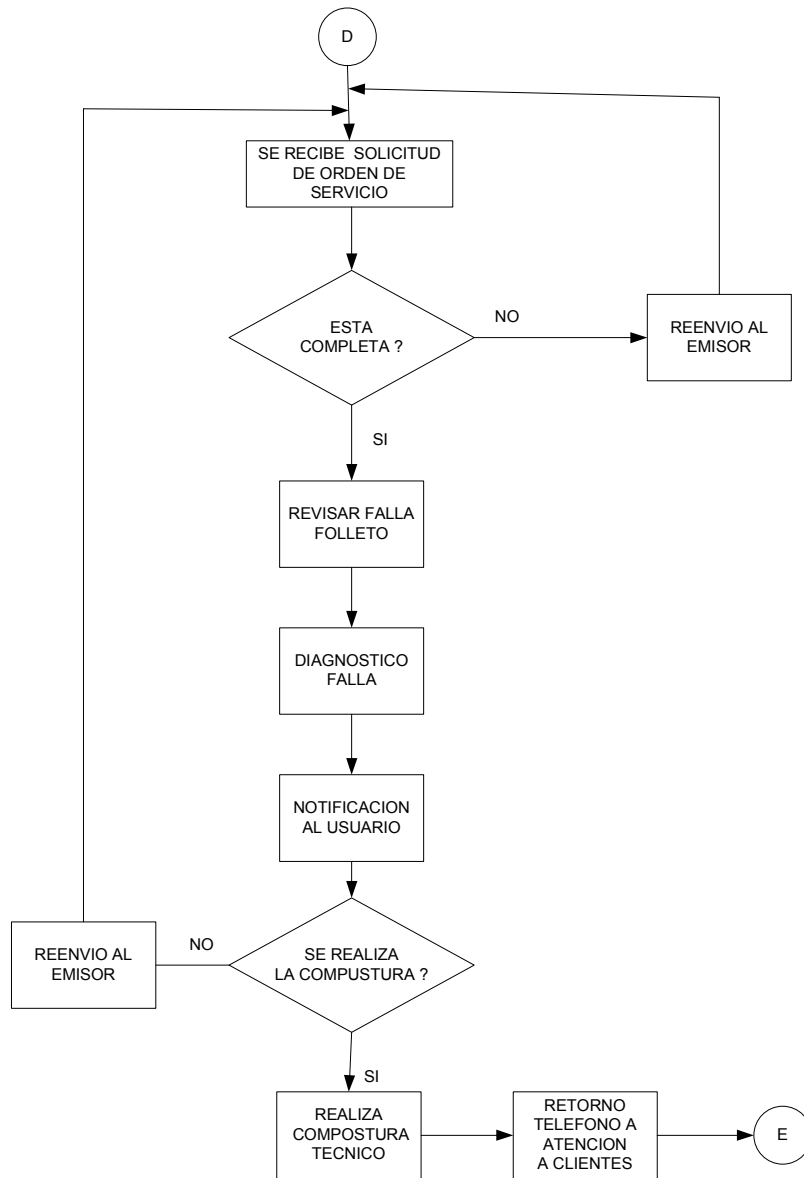 D
SE RECIBE SOLICITUD
DE ORDEN DE
SERVICIO
ESTA
COMPLETA ?
NO
REENVIO AL
EMISOR
SI
REVISAR FALLA
FOLLETO
DIAGNOSTICO
FALLA
NOTIFICACION
AL USUARIO
REENVIO AL
EMISOR
NO
SE REALIZA
LA COMPUSTURA ?
SI
REALIZA
COMPOSTURA
TECNICO
RETORNO
TELEFONO A
ATENCION
A CLIENTES
E